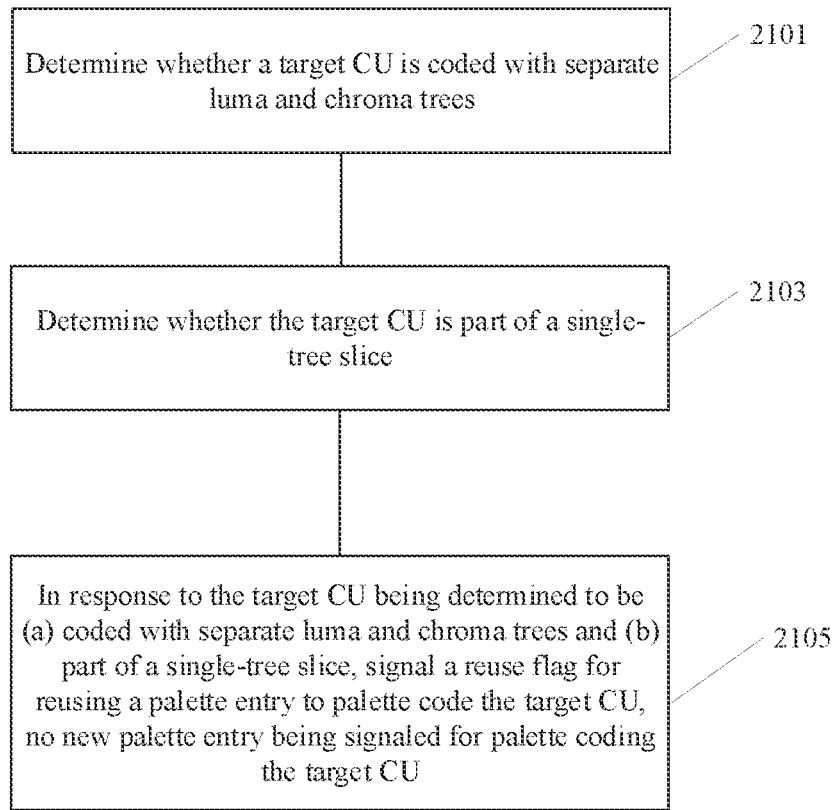 Determine whether a target CU is coded with separate
luma and chroma trees
2101
Determine whether the target CU is part of a single-
tree slice
2103
In response to the target CU being determined to be
(a) coded with separate luma and chroma trees and (b)
part of a single-tree slice, signal a reuse flag for
reusing a palette entry to palette code the target CU,
no new palette entry being signaled for palette coding
the target CU
2105